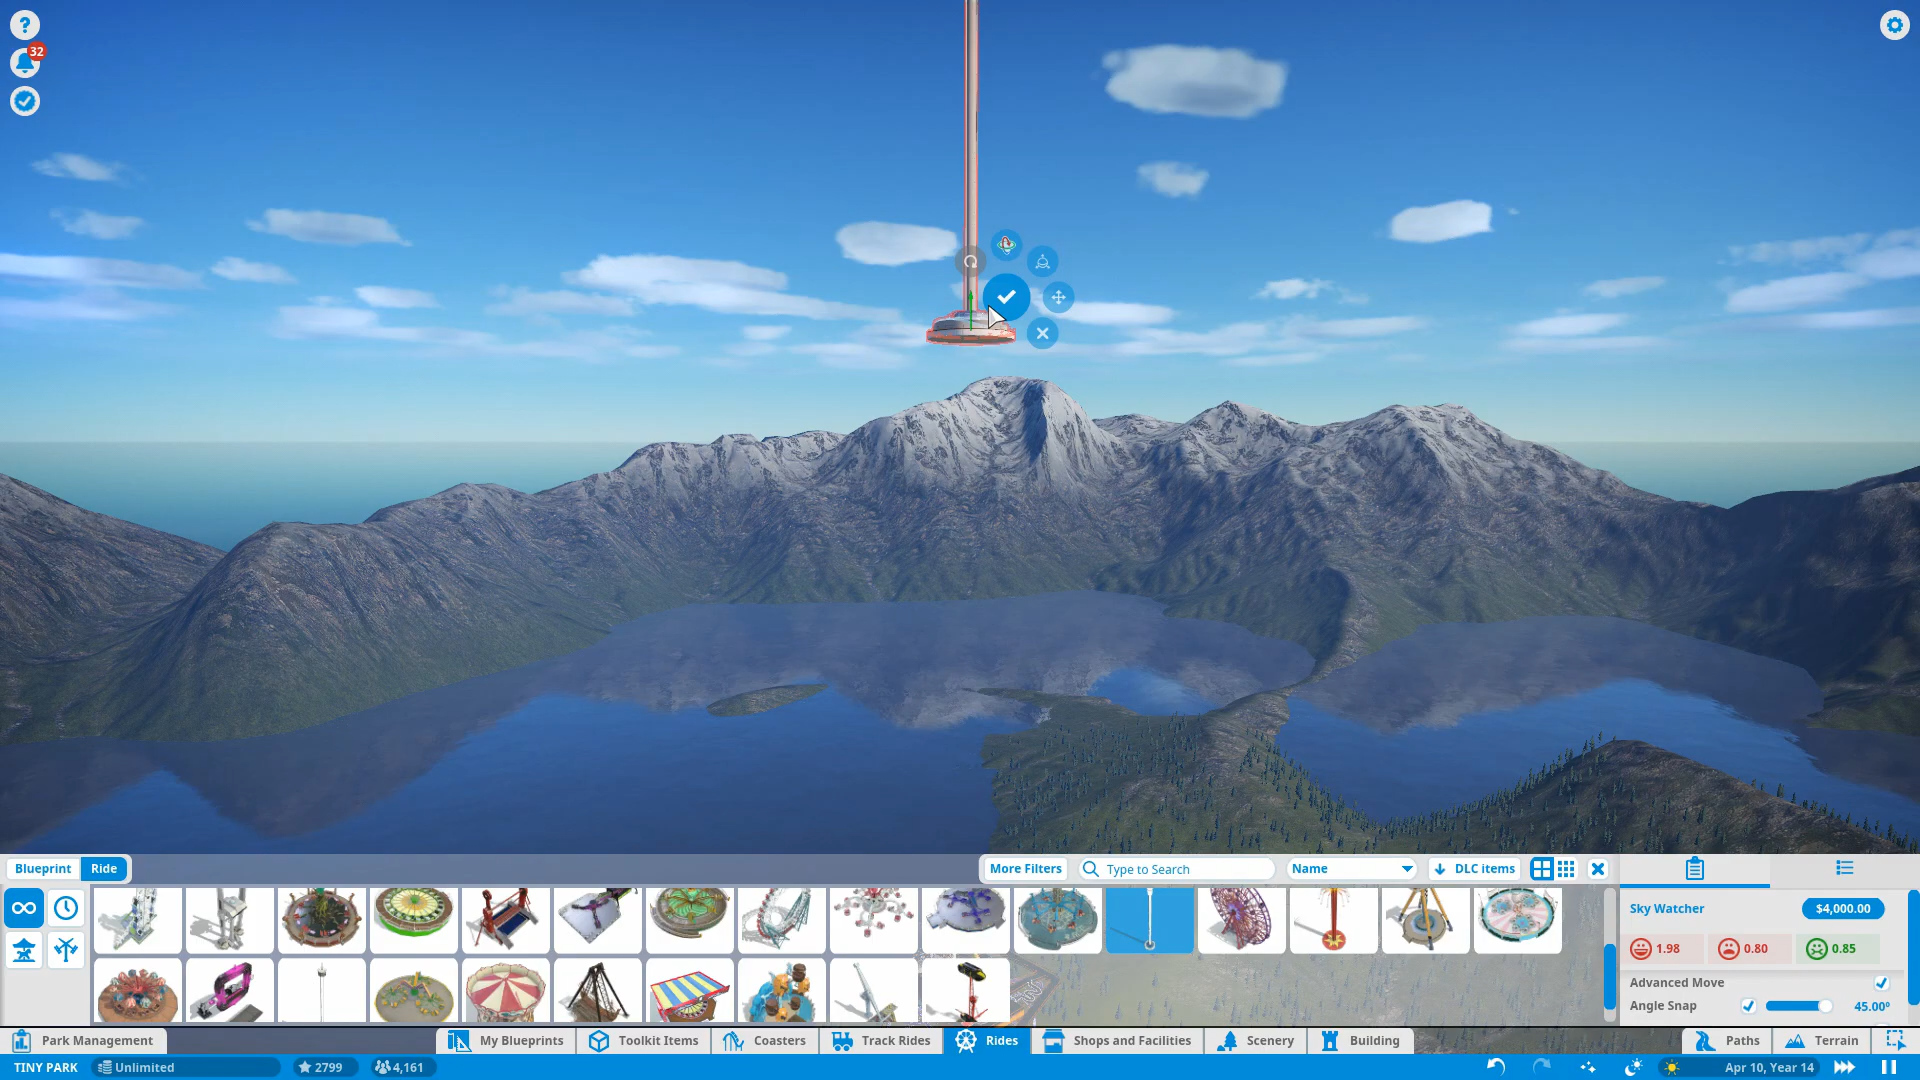 ?
32
Blueprint
Ride
More Filters
Type to Search
Name
DLC items
Sky Watcher
$4,000.00
1.98
0.80
0.85
Advanced Move
Angle Snap
45.00°
Park Management
My Blueprints
Toolkit Items
Coasters
Track Rides
Rides
Shops and Facilities
Scenery
Building
Paths
Terrain
TINY PARK
Unlimited
2799
4,161
Apr 10, Year 14